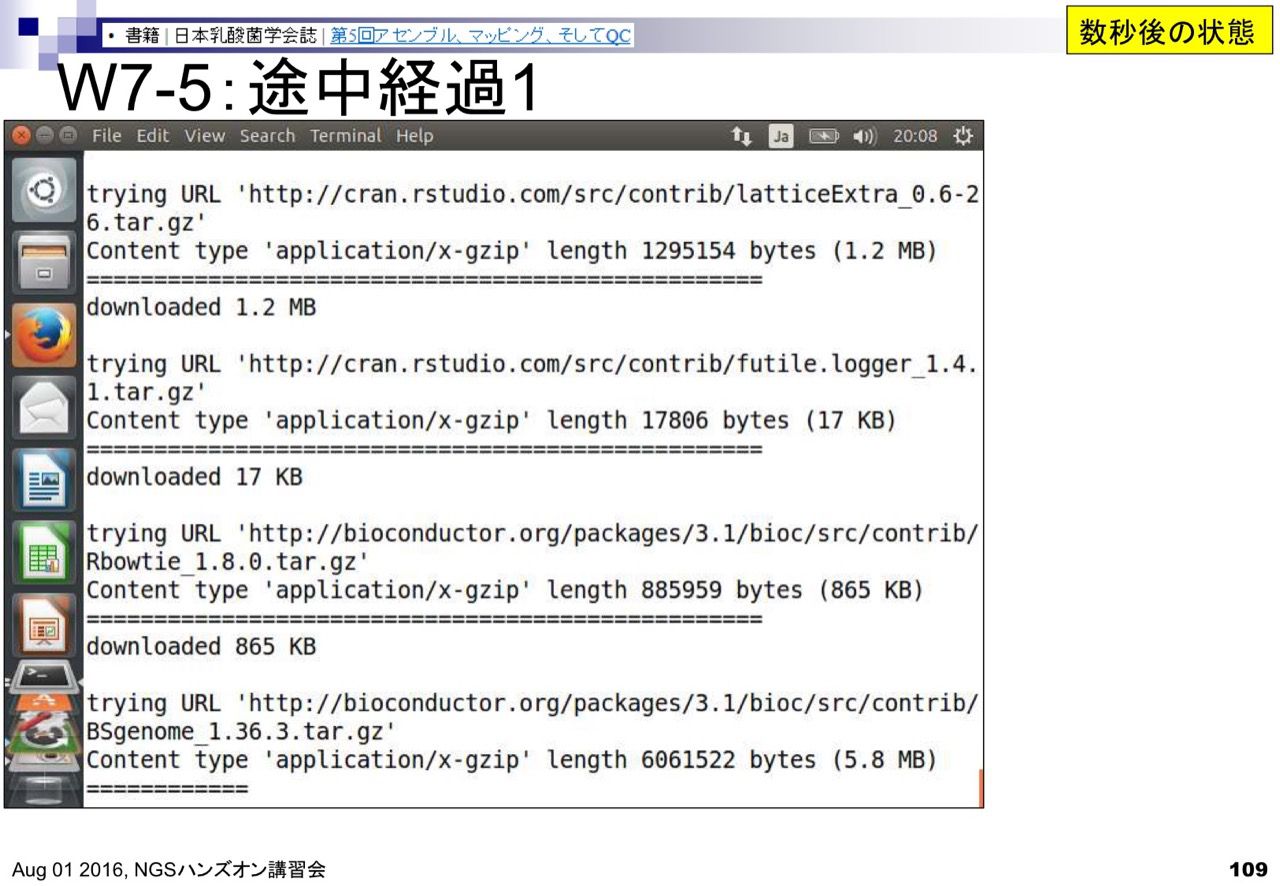 • 書籍 | 日本乳酸菌学会誌 | 第5回アセンブル、マッピング、そしてQC
数秒後の状態
W7-5：途中経過1
File Edit View Search Terminal Help
Ja
20:08
trying URL 'http://cran.rstudio.com/src/contrib/latticeExtra_0.6-2
6.tar.gz'
Content type 'application/x-gzip' length 1295154 bytes (1.2 MB)
==================================================
downloaded 1.2 MB
trying URL 'http://cran.rstudio.com/src/contrib/futile.logger_1.4.
1.tar.gz'
Content type 'application/x-gzip' length 17806 bytes (17 KB)
==================================================
downloaded 17 KB
trying URL 'http://bioconductor.org/packages/3.1/bioc/src/contrib/
Rbowtie_1.8.0.tar.gz'
Content type 'application/x-gzip' length 885959 bytes (865 KB)
==================================================
downloaded 865 KB
trying URL 'http://bioconductor.org/packages/3.1/bioc/src/contrib/
BSgenome_1.36.3.tar.gz'
Content type 'application/x-gzip' length 6061522 bytes (5.8 MB)
============
Aug 01 2016, NGSハンズオン講習会
109